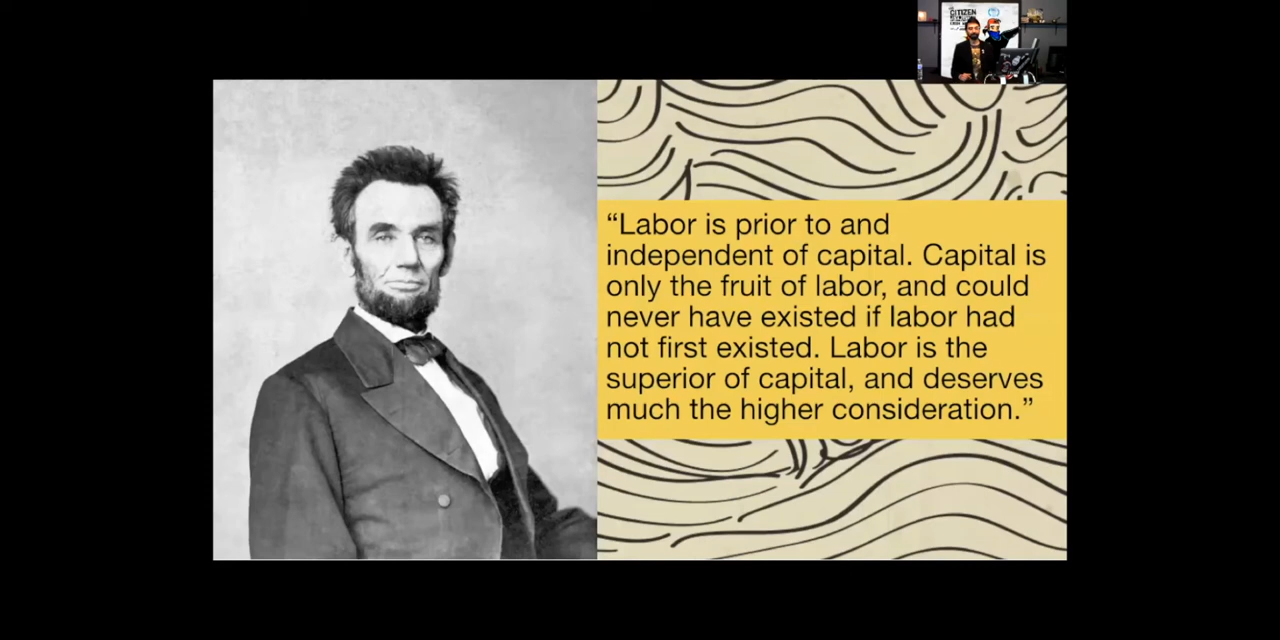 CITIZEN
“Labor is prior to and
independent of capital. Capital is
only the fruit of labor, and could
never have existed if labor had
not first existed. Labor is the
superior of capital, and deserves
much the higher consideration.”